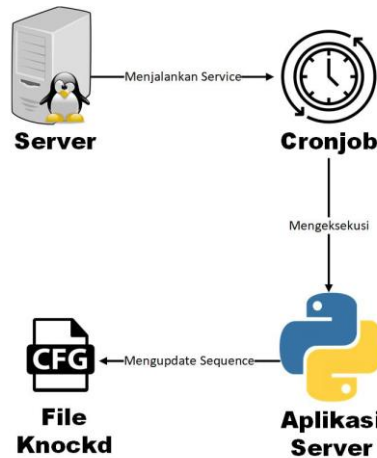 Menjalankan Service
Server
Cronjob
Mengeksekusi
CFG
Mengupdate Sequence
File
Knockd
Aplikasi
Server